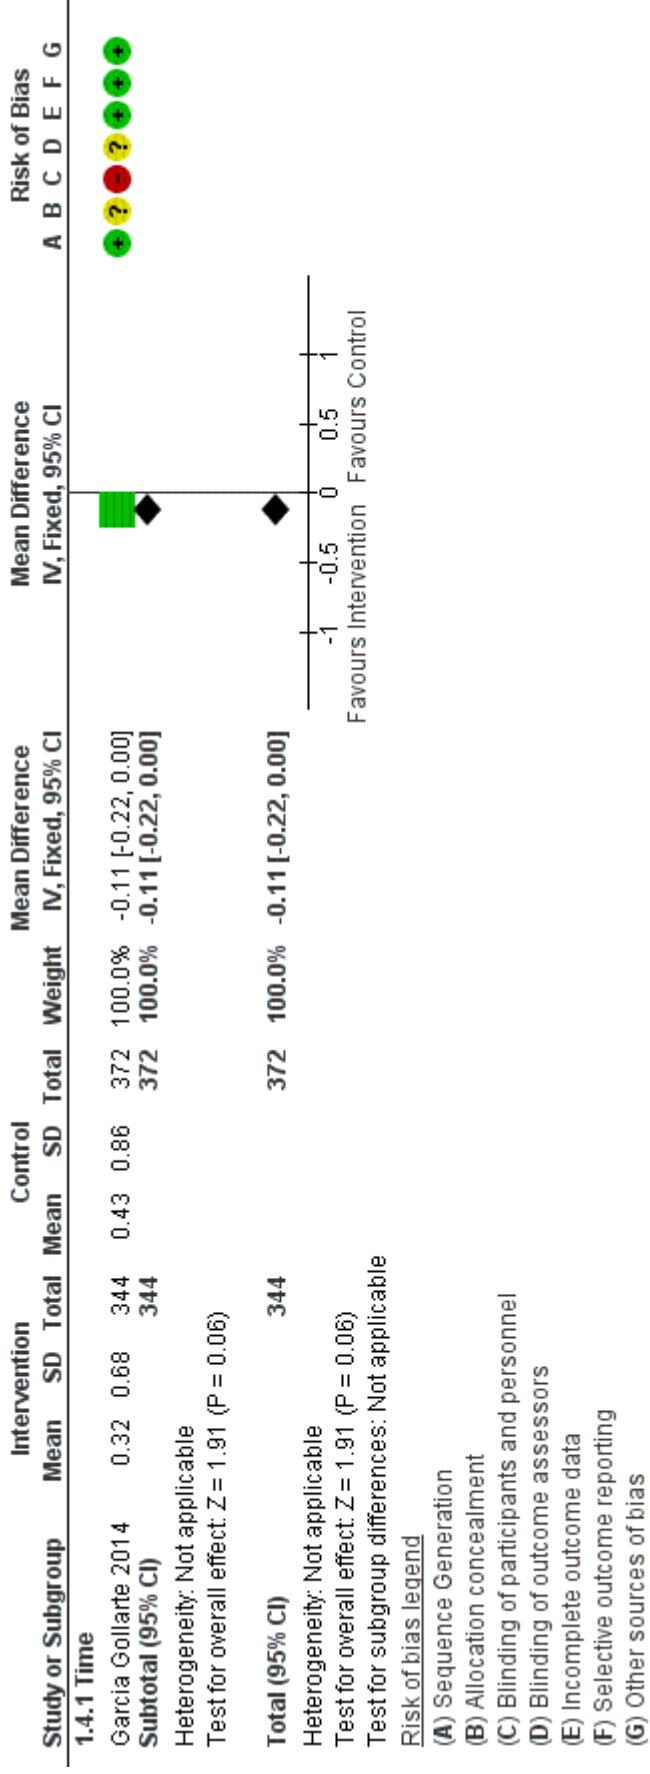 Intervention Control Mean Difference Mean Difference Risk of Bias
Study or Subgroup Mean SD Total Mean SD Total Weight IV, Fixed, 95% CI IV, Fixed, 95% CI A B C D E F G
1.4.1 Time
Garcia Gollarte 2014 0.32 0.68 344 0.43 0.86 372 100.0% -0.11 [-0.22, 0.00] + ? - ? + + +
Subtotal (95% CI) 344 372 100.0% -0.11 [-0.22, 0.00]
Heterogeneity: Not applicable
Test for overall effect: Z = 1.91 (P = 0.06)
Total (95% CI) 344 372 100.0% -0.11 [-0.22, 0.00]
Heterogeneity: Not applicable
Test for overall effect: Z = 1.91 (P = 0.06)
Test for subgroup differences: Not applicable
-1 -0.5 0 0.5 1
Favours Intervention Favours Control
Risk of bias legend
(A) Sequence Generation
(B) Allocation concealment
(C) Blinding of participants and personnel
(D) Blinding of outcome assessors
(E) Incomplete outcome data
(F) Selective outcome reporting
(G) Other sources of bias